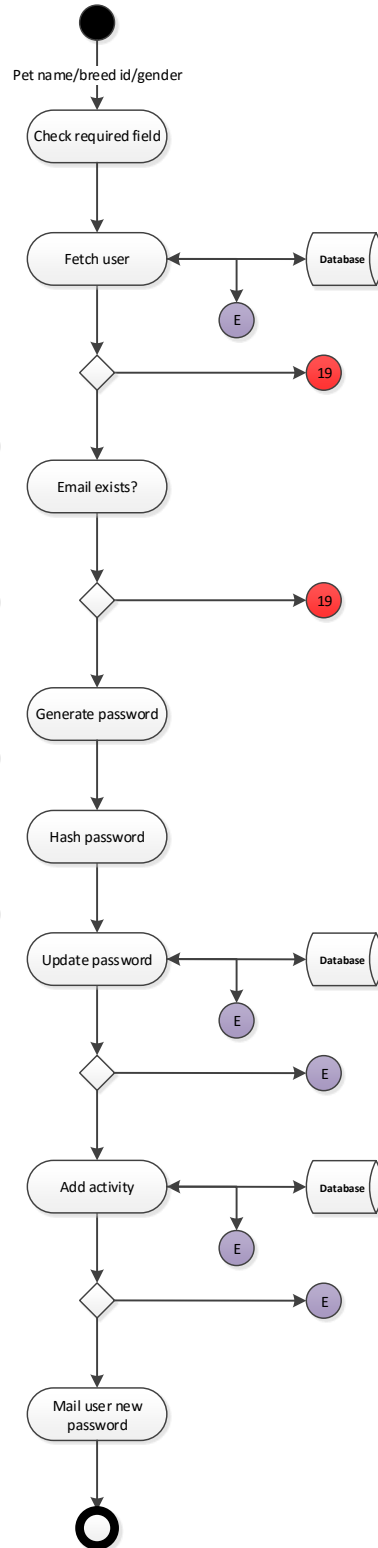 Pet name/breed id/gender
Check required field
Fetch user
Database
E
19
Email exists?
19
Generate password
Hash password
Update password
Database
E
E
Add activity
Database
E
E
Mail user new
password